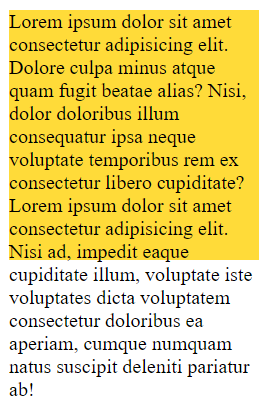 Lorem ipsum dolor sit amet
consectetur adipisicing elit.
Dolore culpa minus atque
quam fugit beatae alias? Nisi,
dolor doloribus illum
consequatur ipsa neque
voluptate temporibus rem ex
consectetur libero cupiditate?
Lorem ipsum dolor sit amet
consectetur adipisicing elit.
Nisi ad, impedit eaque
cupiditate illum, voluptate iste
voluptates dicta voluptatem
consectetur doloribus ea
aperiam, cumque numquam
natus suscipit deleniti pariatur
ab!